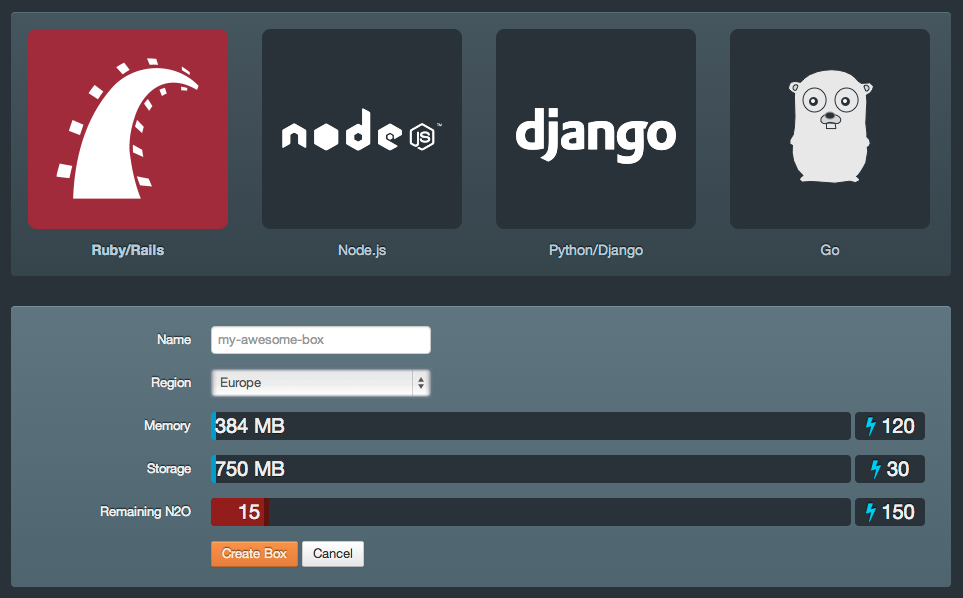 node JS ™
django
Ruby/Rails
Node.js
Python/Django
Go
Name
my-awesome-box
Region
Europe
Memory
384 MB
120
Storage
750 MB
30
Remaining N2O
15
150
Create Box
Cancel